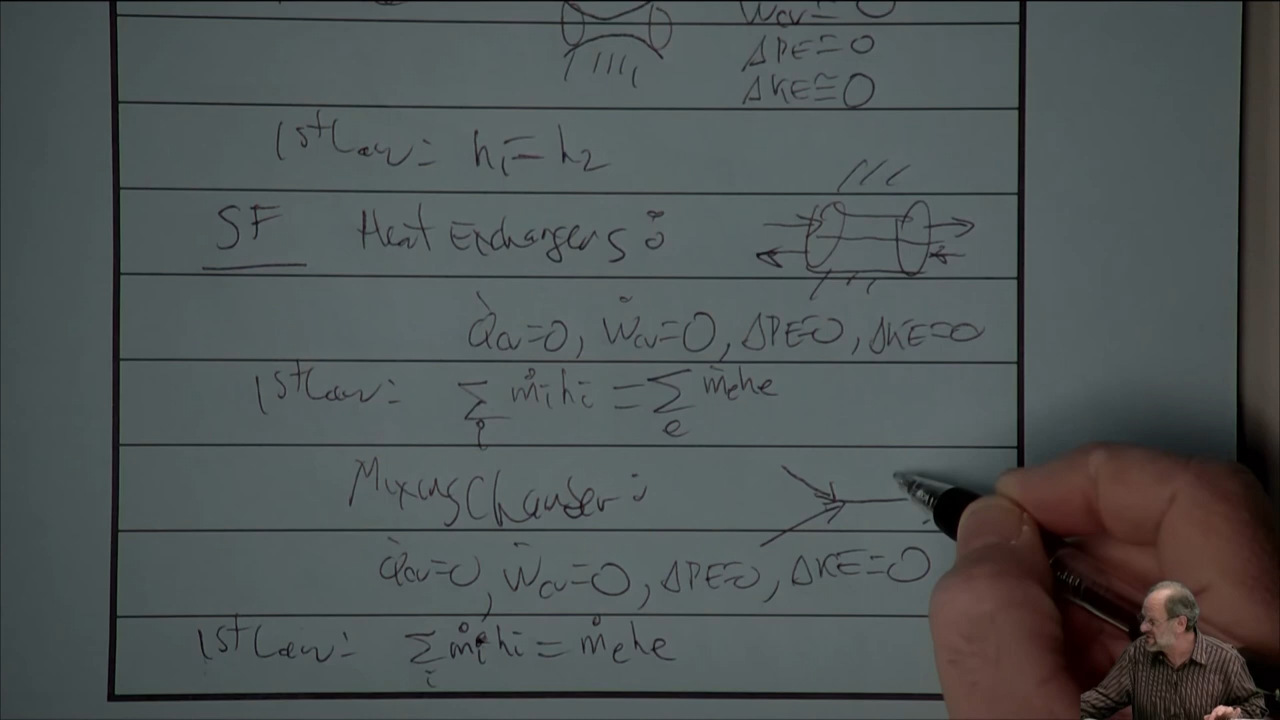 Ẇcv = 0
ΔPE = 0
ΔKE ≅ 0
1st Law: h₁ = h₂
SF Heat Exchangers:
Q̇cv=0, Ẇcv=0, ΔPE=0, ΔKE=0
1st Law: Σi ṁihi = Σe ṁehe
Mixing Chamber:
Q̇cv=0, Ẇcv=0, ΔPE=0, ΔKE=0
1st Law: Σi ṁihi = ṁehe